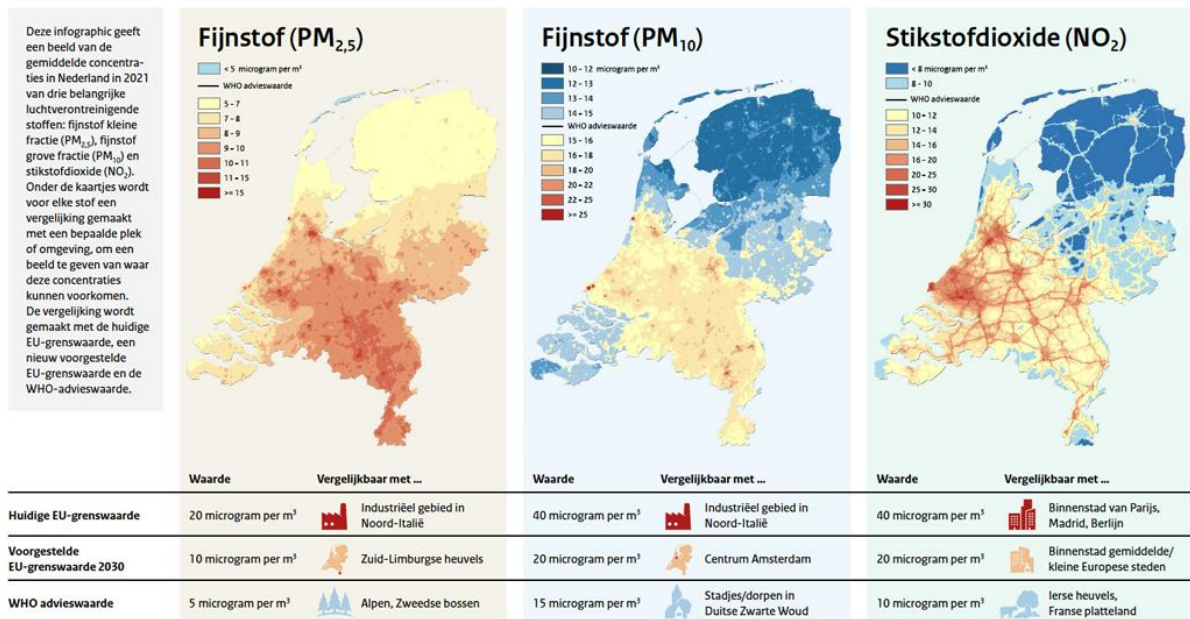 Deze infographic geeft
een beeld van de
gemiddelde concentra-
ties in Nederland in 2021
van drie belangrijke
luchtverontreinigende
stoffen: fijnstof kleine
fractie (PM₂,₅), fijnstof
grove fractie (PM₁₀) en
stikstofdioxide (NO₂).
Onder de kaartjes wordt
voor elke stof een
vergelijking gemaakt
met een bepaalde plek
of omgeving, om een
beeld te geven van waar
deze concentraties
kunnen voorkomen.
De vergelijking wordt
gemaakt met de huidige
EU-grenswaarde, een
nieuw voorgestelde
EU-grenswaarde en de
WHO-advieswaarde.
Fijnstof (PM₂,₅)
< 5 microgram per m³
WHO advieswaarde
5 - 7
7 - 8
8 - 9
9 - 10
10 - 11
11 - 15
>= 15
Fijnstof (PM₁₀)
10 - 12 microgram per m³
12 - 13
13 - 14
14 - 15
WHO advieswaarde
15 - 16
16 - 18
18 - 20
20 - 22
22 - 25
>= 25
Stikstofdioxide (NO₂)
< 8 microgram per m³
8 - 10
WHO advieswaarde
10 - 12
12 - 14
14 - 16
16 - 20
20 - 25
25 - 30
>= 30
Waarde Vergelijkbaar met ... Waarde Vergelijkbaar met ... Waarde Vergelijkbaar met ...
Huidige EU-grenswaarde
20 microgram per m³
Industriëel gebied in
Noord-Italië
40 microgram per m³
Industriëel gebied in
Noord-Italië
40 microgram per m³
Binnenstad van Parijs,
Madrid, Berlijn
Voorgestelde
EU-grenswaarde 2030
10 microgram per m³
Zuid-Limburgse heuvels
20 microgram per m³
Centrum Amsterdam
20 microgram per m³
Binnenstad gemiddelde/
kleine Europese steden
WHO advieswaarde
5 microgram per m³
Alpen, Zweedse bossen
15 microgram per m³
Stadjes/dorpen in
Duitse Zwarte Woud
10 microgram per m³
Ierse heuvels,
Franse platteland